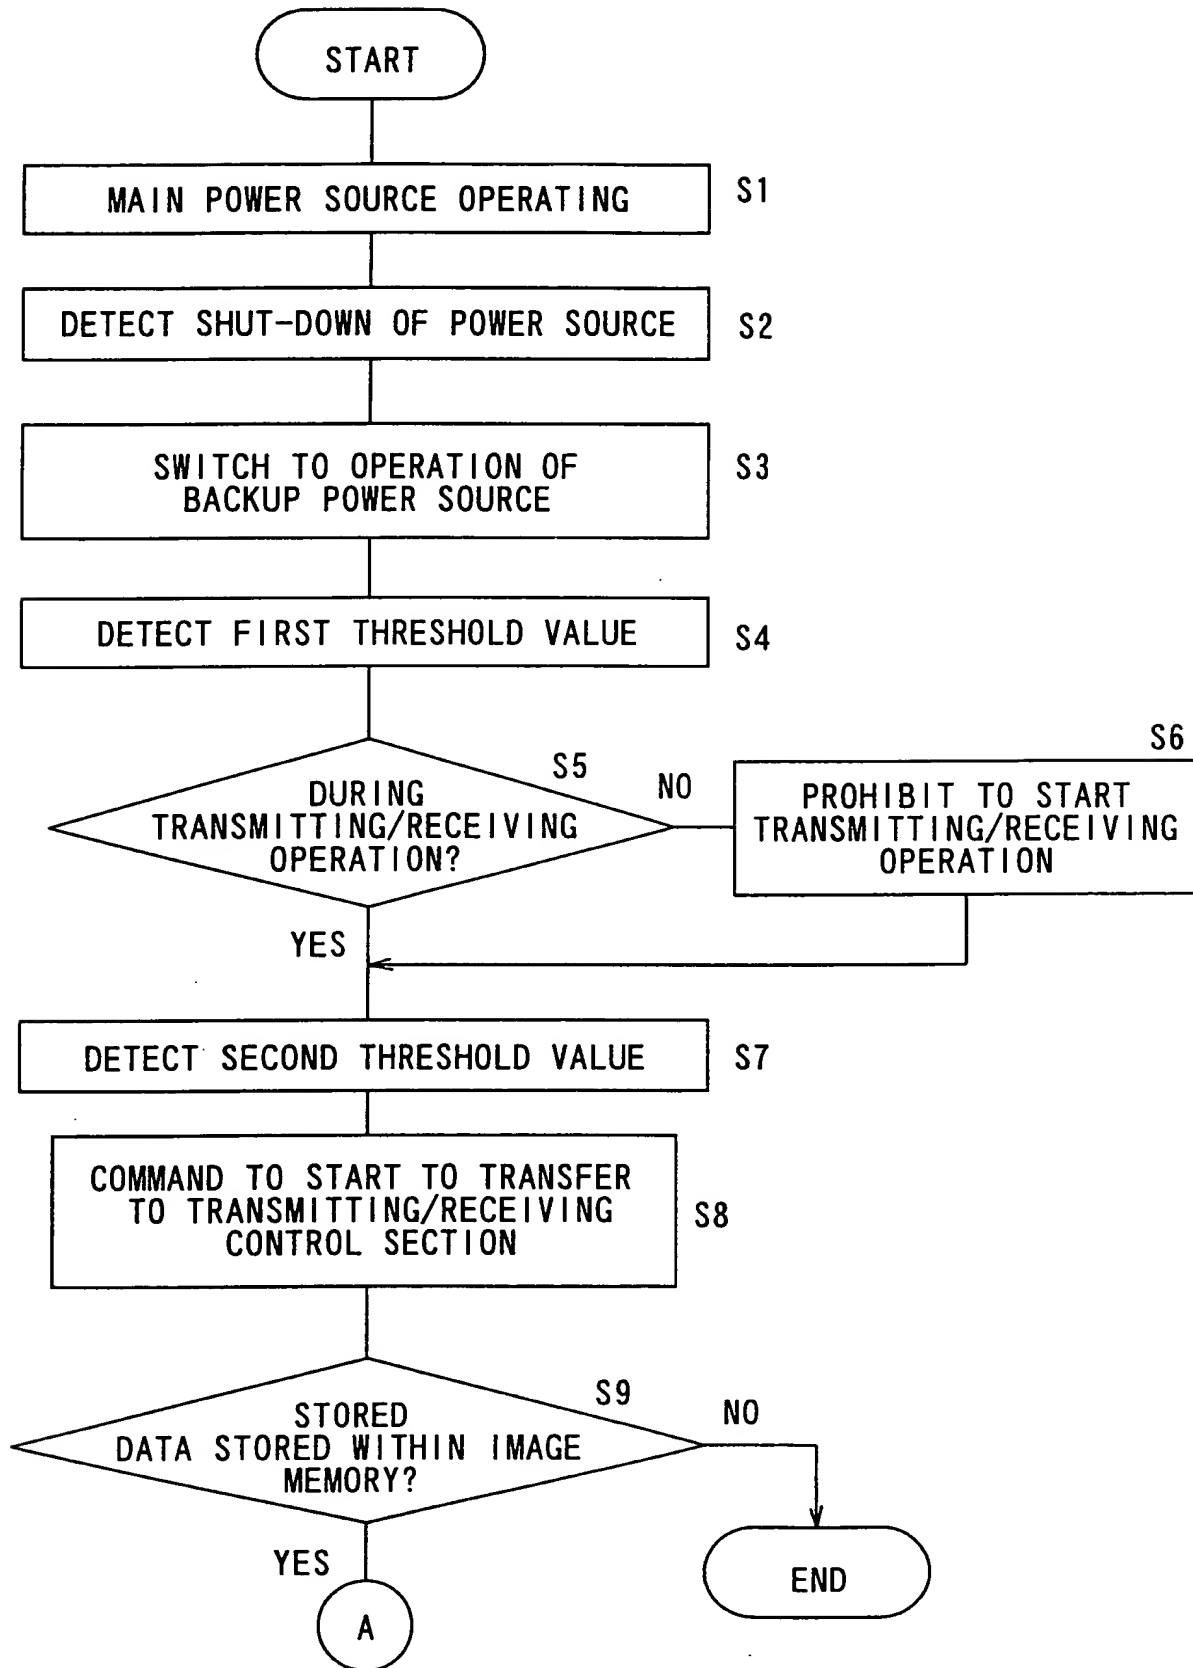 START
MAIN POWER SOURCE OPERATING
S1
DETECT SHUT-DOWN OF POWER SOURCE
S2
SWITCH TO OPERATION OF
BACKUP POWER SOURCE
S3
DETECT FIRST THRESHOLD VALUE
S4
S5
DURING
TRANSMITTING/RECEIVING
OPERATION?
NO
S6
PROHIBIT TO START
TRANSMITTING/RECEIVING
OPERATION
YES
DETECT SECOND THRESHOLD VALUE
S7
COMMAND TO START TO TRANSFER
TO TRANSMITTING/RECEIVING
CONTROL SECTION
S8
S9
STORED
DATA STORED WITHIN IMAGE
MEMORY?
NO
YES
END
A